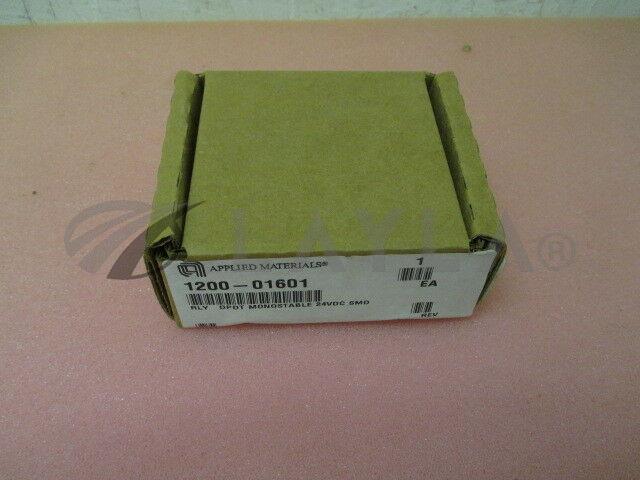 LAYLA®
APPLIED MATERIALS®
1
1200-01601
EA
RLY DPDT MONOSTABLE 24VDC SMD
REV